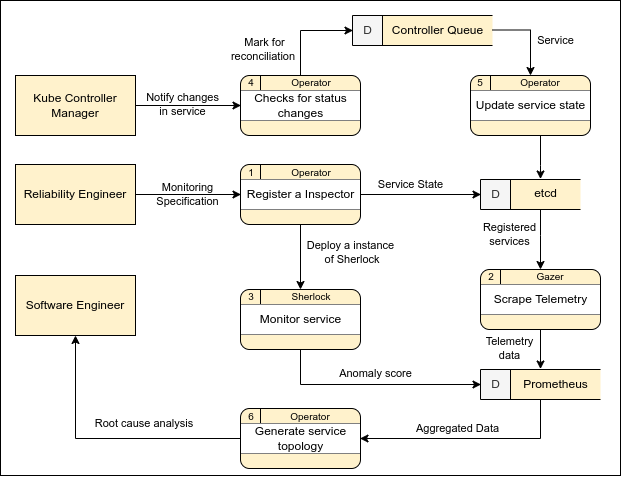 D
Controller Queue
Mark for
reconciliation
Service
4
Operator
Checks for status
changes
5
Operator
Update service state
Kube Controller
Manager
Notify changes
in service
Reliability Engineer
Monitoring
Specification
1
Operator
Register a Inspector
Service State
D
etcd
Registered
services
Deploy a instance
of Sherlock
2
Gazer
Scrape Telemetry
Software Engineer
3
Sherlock
Monitor service
Telemetry
data
Anomaly score
D
Prometheus
6
Operator
Generate service
topology
Root cause analysis
Aggregated Data